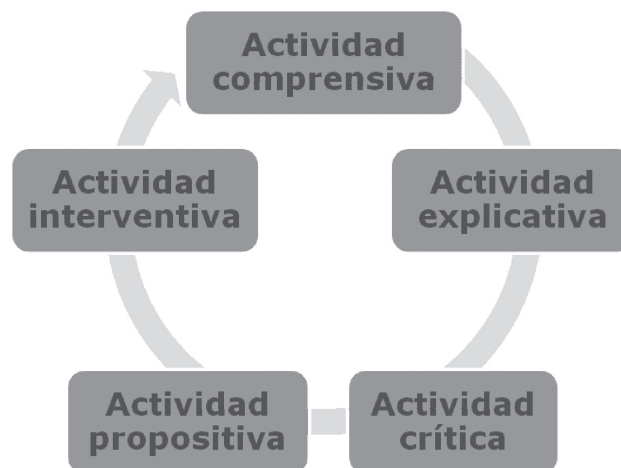 Actividad
comprensiva
Actividad
explicativa
Actividad
crítica
Actividad
propositiva
Actividad
interventiva